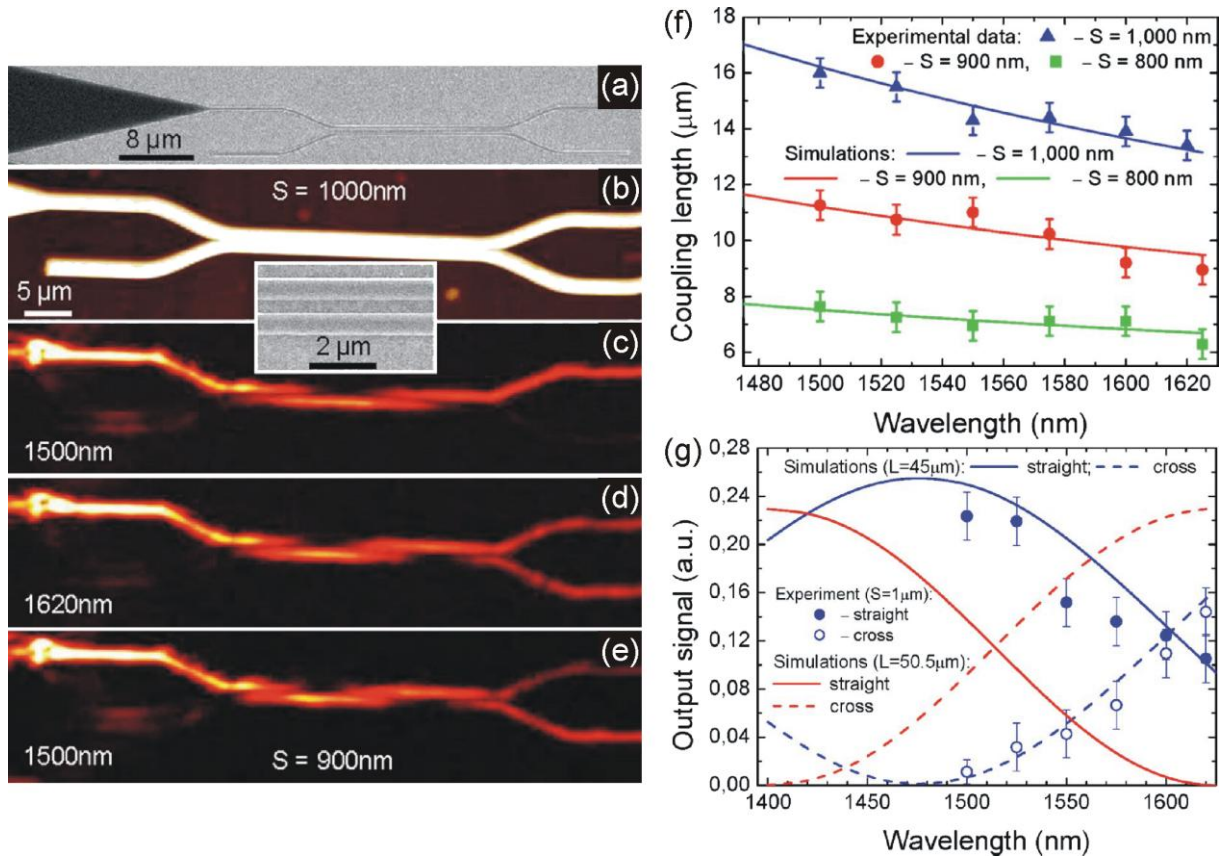 (a)
8 μm
S = 1000nm
(b)
5 μm
2 μm
(c)
1500nm
(d)
1620nm
(e)
1500nm
S = 900nm
(f)
Coupling length (μm)
18
16
14
12
10
8
6
Experimental data: – S = 1,000 nm,
– S = 900 nm, – S = 800 nm
Simulations: – S = 1,000 nm
– S = 900 nm, – S = 800 nm
1480 1500 1520 1540 1560 1580 1600 1620
Wavelength (nm)
(g)
Output signal (a.u.)
0,28
0,24
0,20
0,16
0,12
0,08
0,04
0,00
Simulations (L=45μm): straight; cross
Experiment (S=1μm):
– straight
– cross
Simulations (L=50.5μm):
straight
cross
1400 1450 1500 1550 1600
Wavelength (nm)